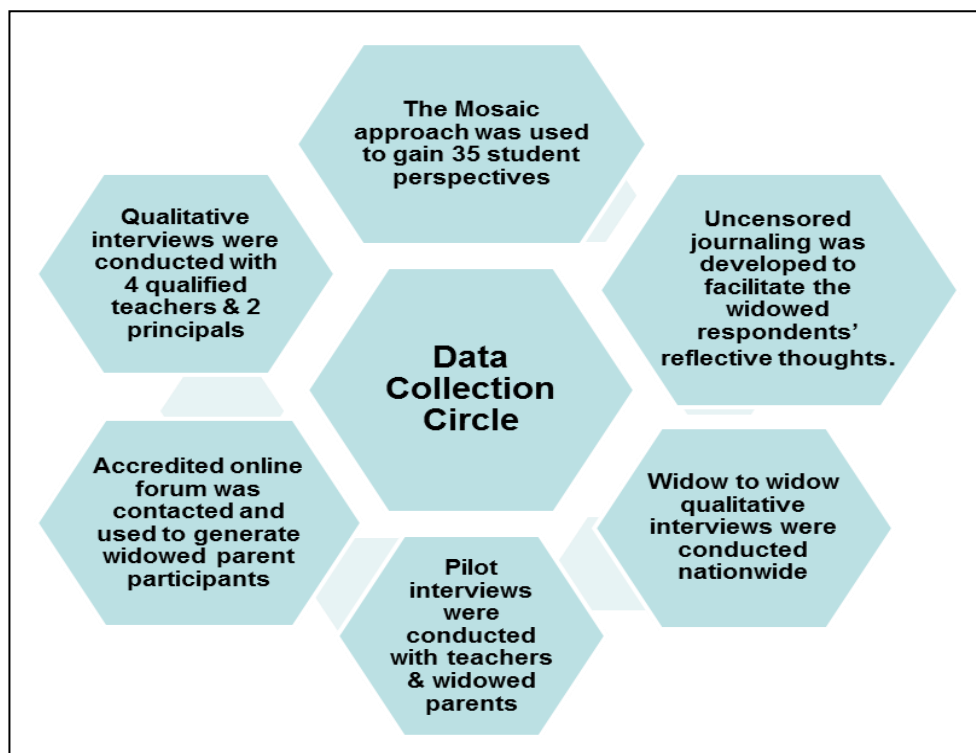 The Mosaic
approach was used
to gain 35 student
perspectives
Uncensored
journaling was
developed to
facilitate the
widowed
respondents’
reflective thoughts.
Widow to widow
qualitative
interviews were
conducted
nationwide
Pilot
interviews
were
conducted
with teachers
& widowed
parents
Accredited online
forum was
contacted and
used to generate
widowed parent
participants
Qualitative
interviews were
conducted with
4 qualified
teachers & 2
principals
Data
Collection
Circle